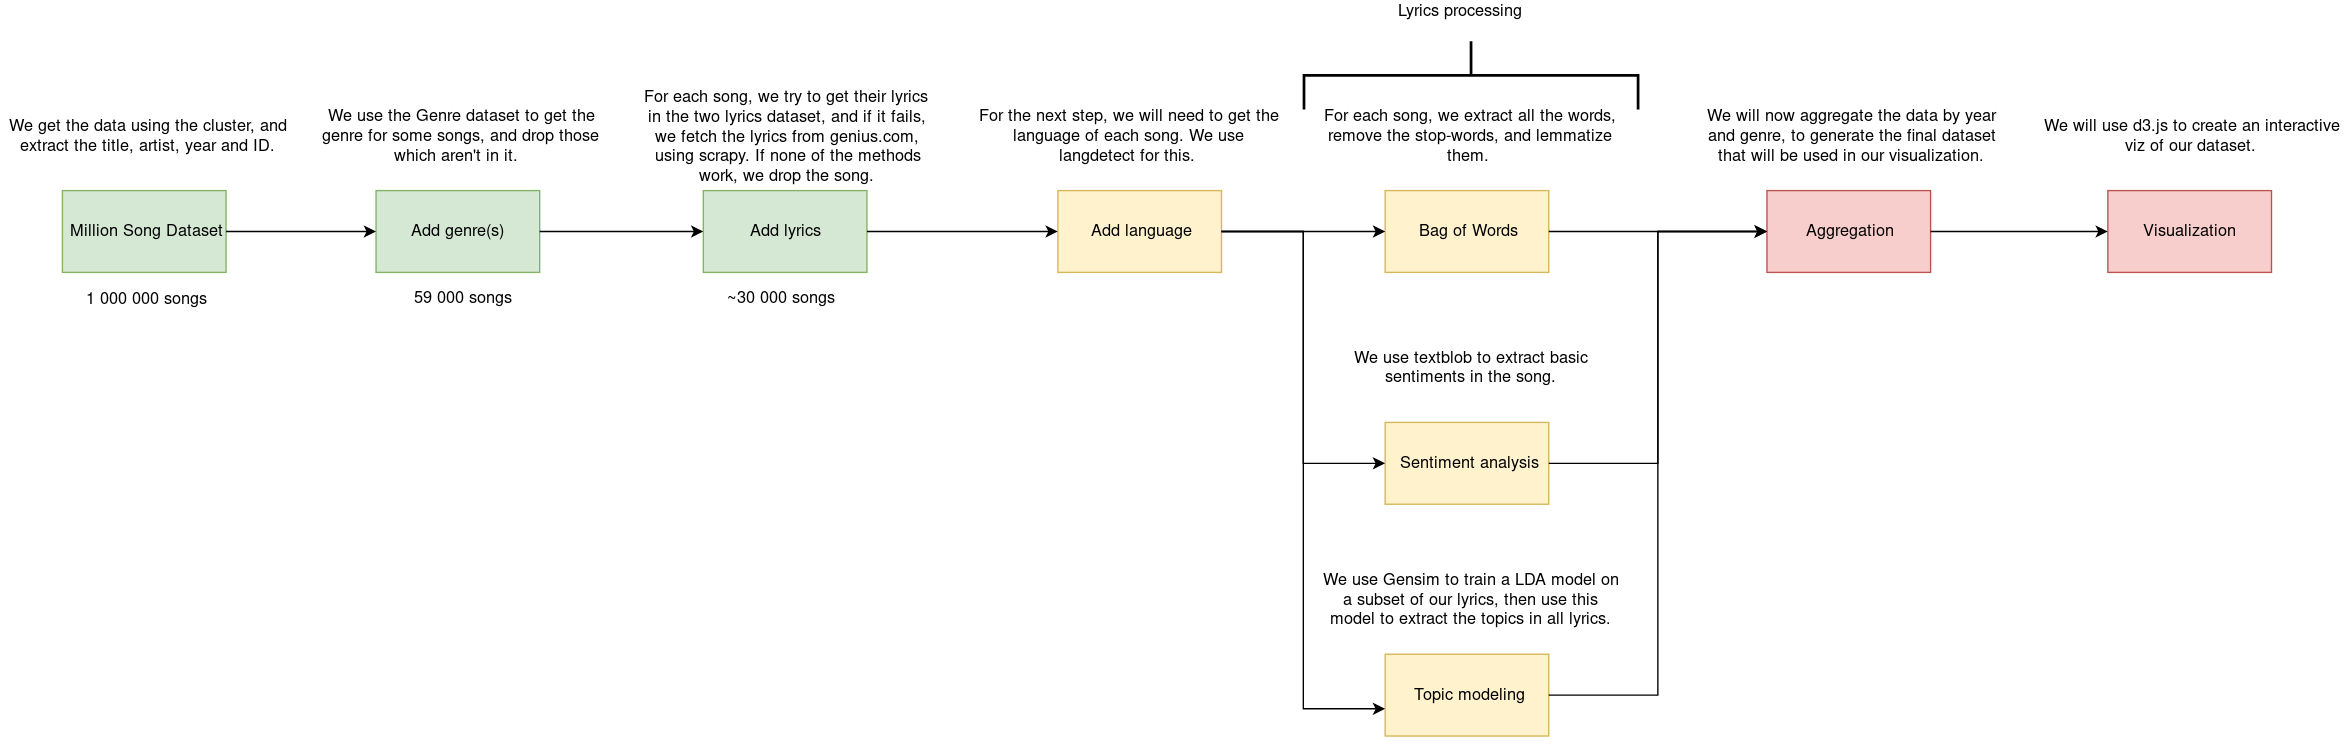 Lyrics processing
We get the data using the cluster, and
extract the title, artist, year and ID.
Million Song Dataset
1 000 000 songs
We use the Genre dataset to get the
genre for some songs, and drop those
which aren't in it.
Add genre(s)
59 000 songs
For each song, we try to get their lyrics
in the two lyrics dataset, and if it fails,
we fetch the lyrics from genius.com,
using scrapy. If none of the methods
work, we drop the song.
Add lyrics
~30 000 songs
For the next step, we will need to get the
language of each song. We use
langdetect for this.
Add language
For each song, we extract all the words,
remove the stop-words, and lemmatize
them.
Bag of Words
We use textblob to extract basic
sentiments in the song.
Sentiment analysis
We use Gensim to train a LDA model on
a subset of our lyrics, then use this
model to extract the topics in all lyrics.
Topic modeling
We will now aggregate the data by year
and genre, to generate the final dataset
that will be used in our visualization.
Aggregation
We will use d3.js to create an interactive
viz of our dataset.
Visualization